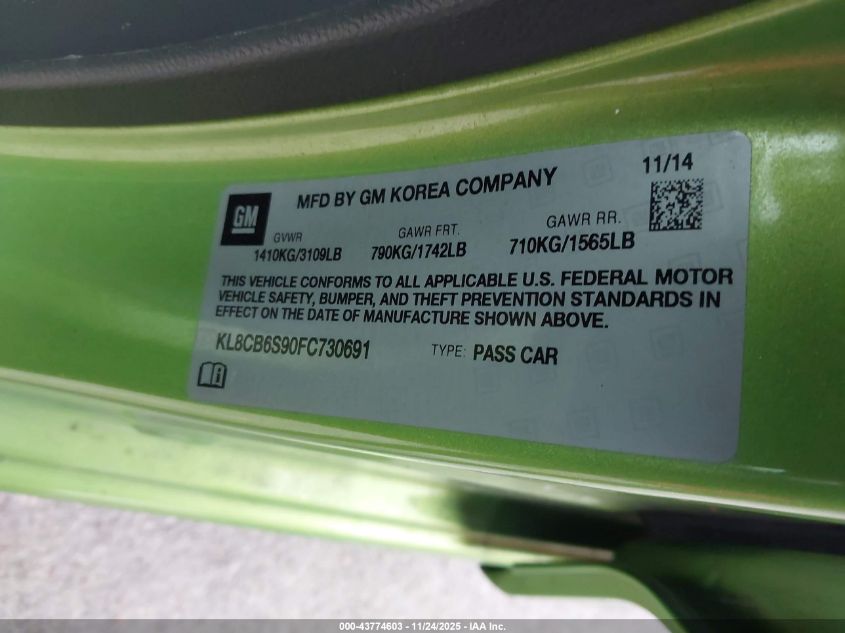 GM
MFD BY GM KOREA COMPANY
11/14
GVWR
GAWR FRT.
GAWR RR.
1410KG/3109LB
790KG/1742LB
710KG/1565LB
THIS VEHICLE CONFORMS TO ALL APPLICABLE U.S. FEDERAL MOTOR
VEHICLE SAFETY, BUMPER, AND THEFT PREVENTION STANDARDS IN
EFFECT ON THE DATE OF MANUFACTURE SHOWN ABOVE.
KL8CB6S90FC730691
TYPE: PASS CAR
000-43774603 - 11/24/2025 - IAA Inc.